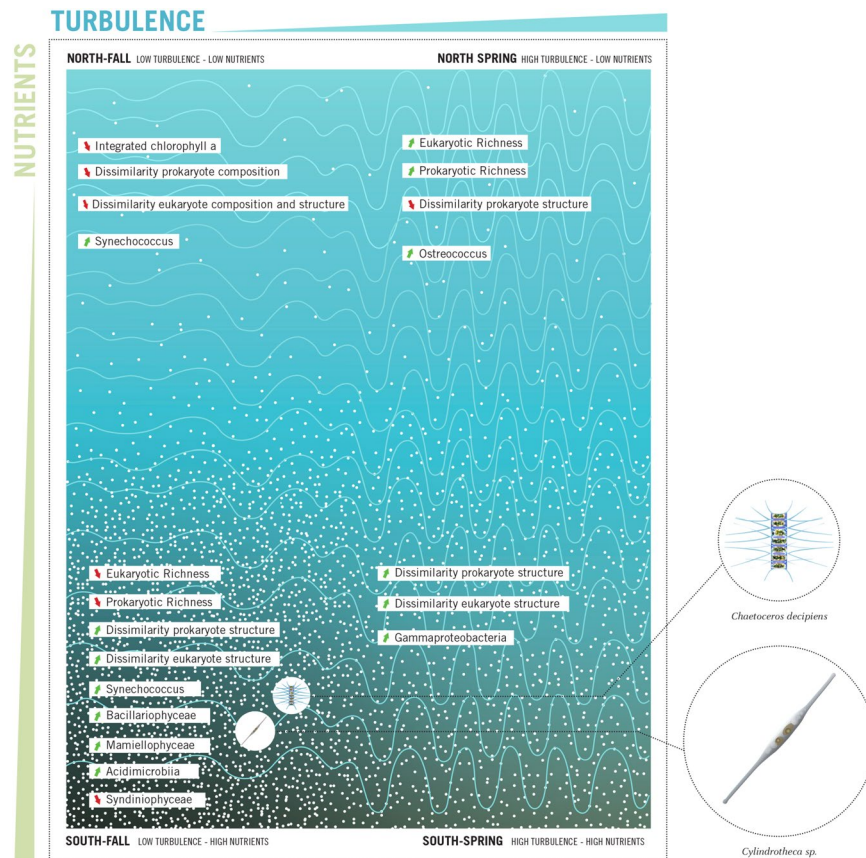 TURBULENCE
NUTRIENTS
NORTH-FALL LOW TURBULENCE - LOW NUTRIENTS
NORTH SPRING HIGH TURBULENCE - LOW NUTRIENTS
Integrated chlorophyll a
Dissimilarity prokaryote composition
Dissimilarity eukaryote composition and structure
Synechococcus
Eukaryotic Richness
Prokaryotic Richness
Dissimilarity prokaryote structure
Ostreococcus
Eukaryotic Richness
Prokaryotic Richness
Dissimilarity prokaryote structure
Dissimilarity eukaryote structure
Synechococcus
Bacillariophyceae
Mamiellophyceae
Acidimicrobiia
Syndiniophyceae
Dissimilarity prokaryote structure
Dissimilarity eukaryote structure
Gammaproteobacteria
Chaetoceros decipiens
Cylindrotheca sp.
SOUTH-FALL LOW TURBULENCE - HIGH NUTRIENTS
SOUTH-SPRING HIGH TURBULENCE - HIGH NUTRIENTS